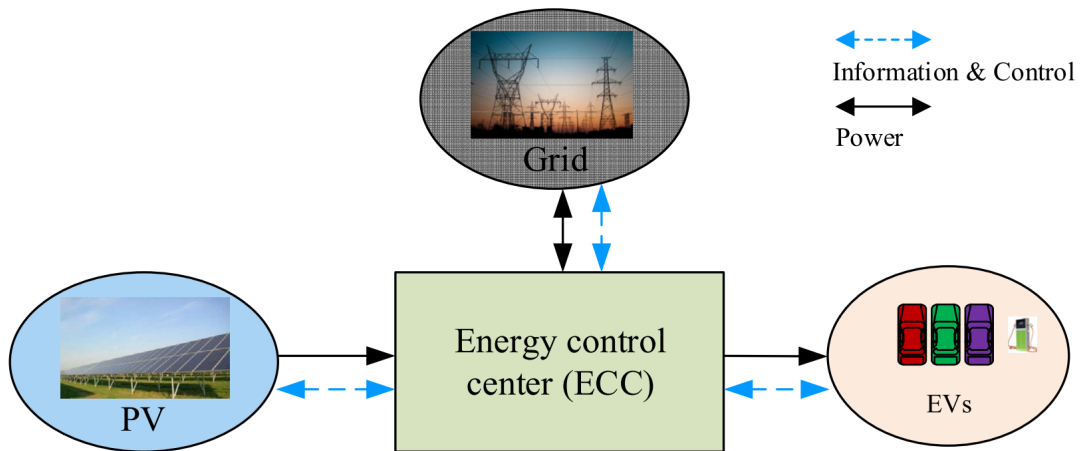 Grid
Information & Control
Power
PV
Energy control
center (ECC)
EVs